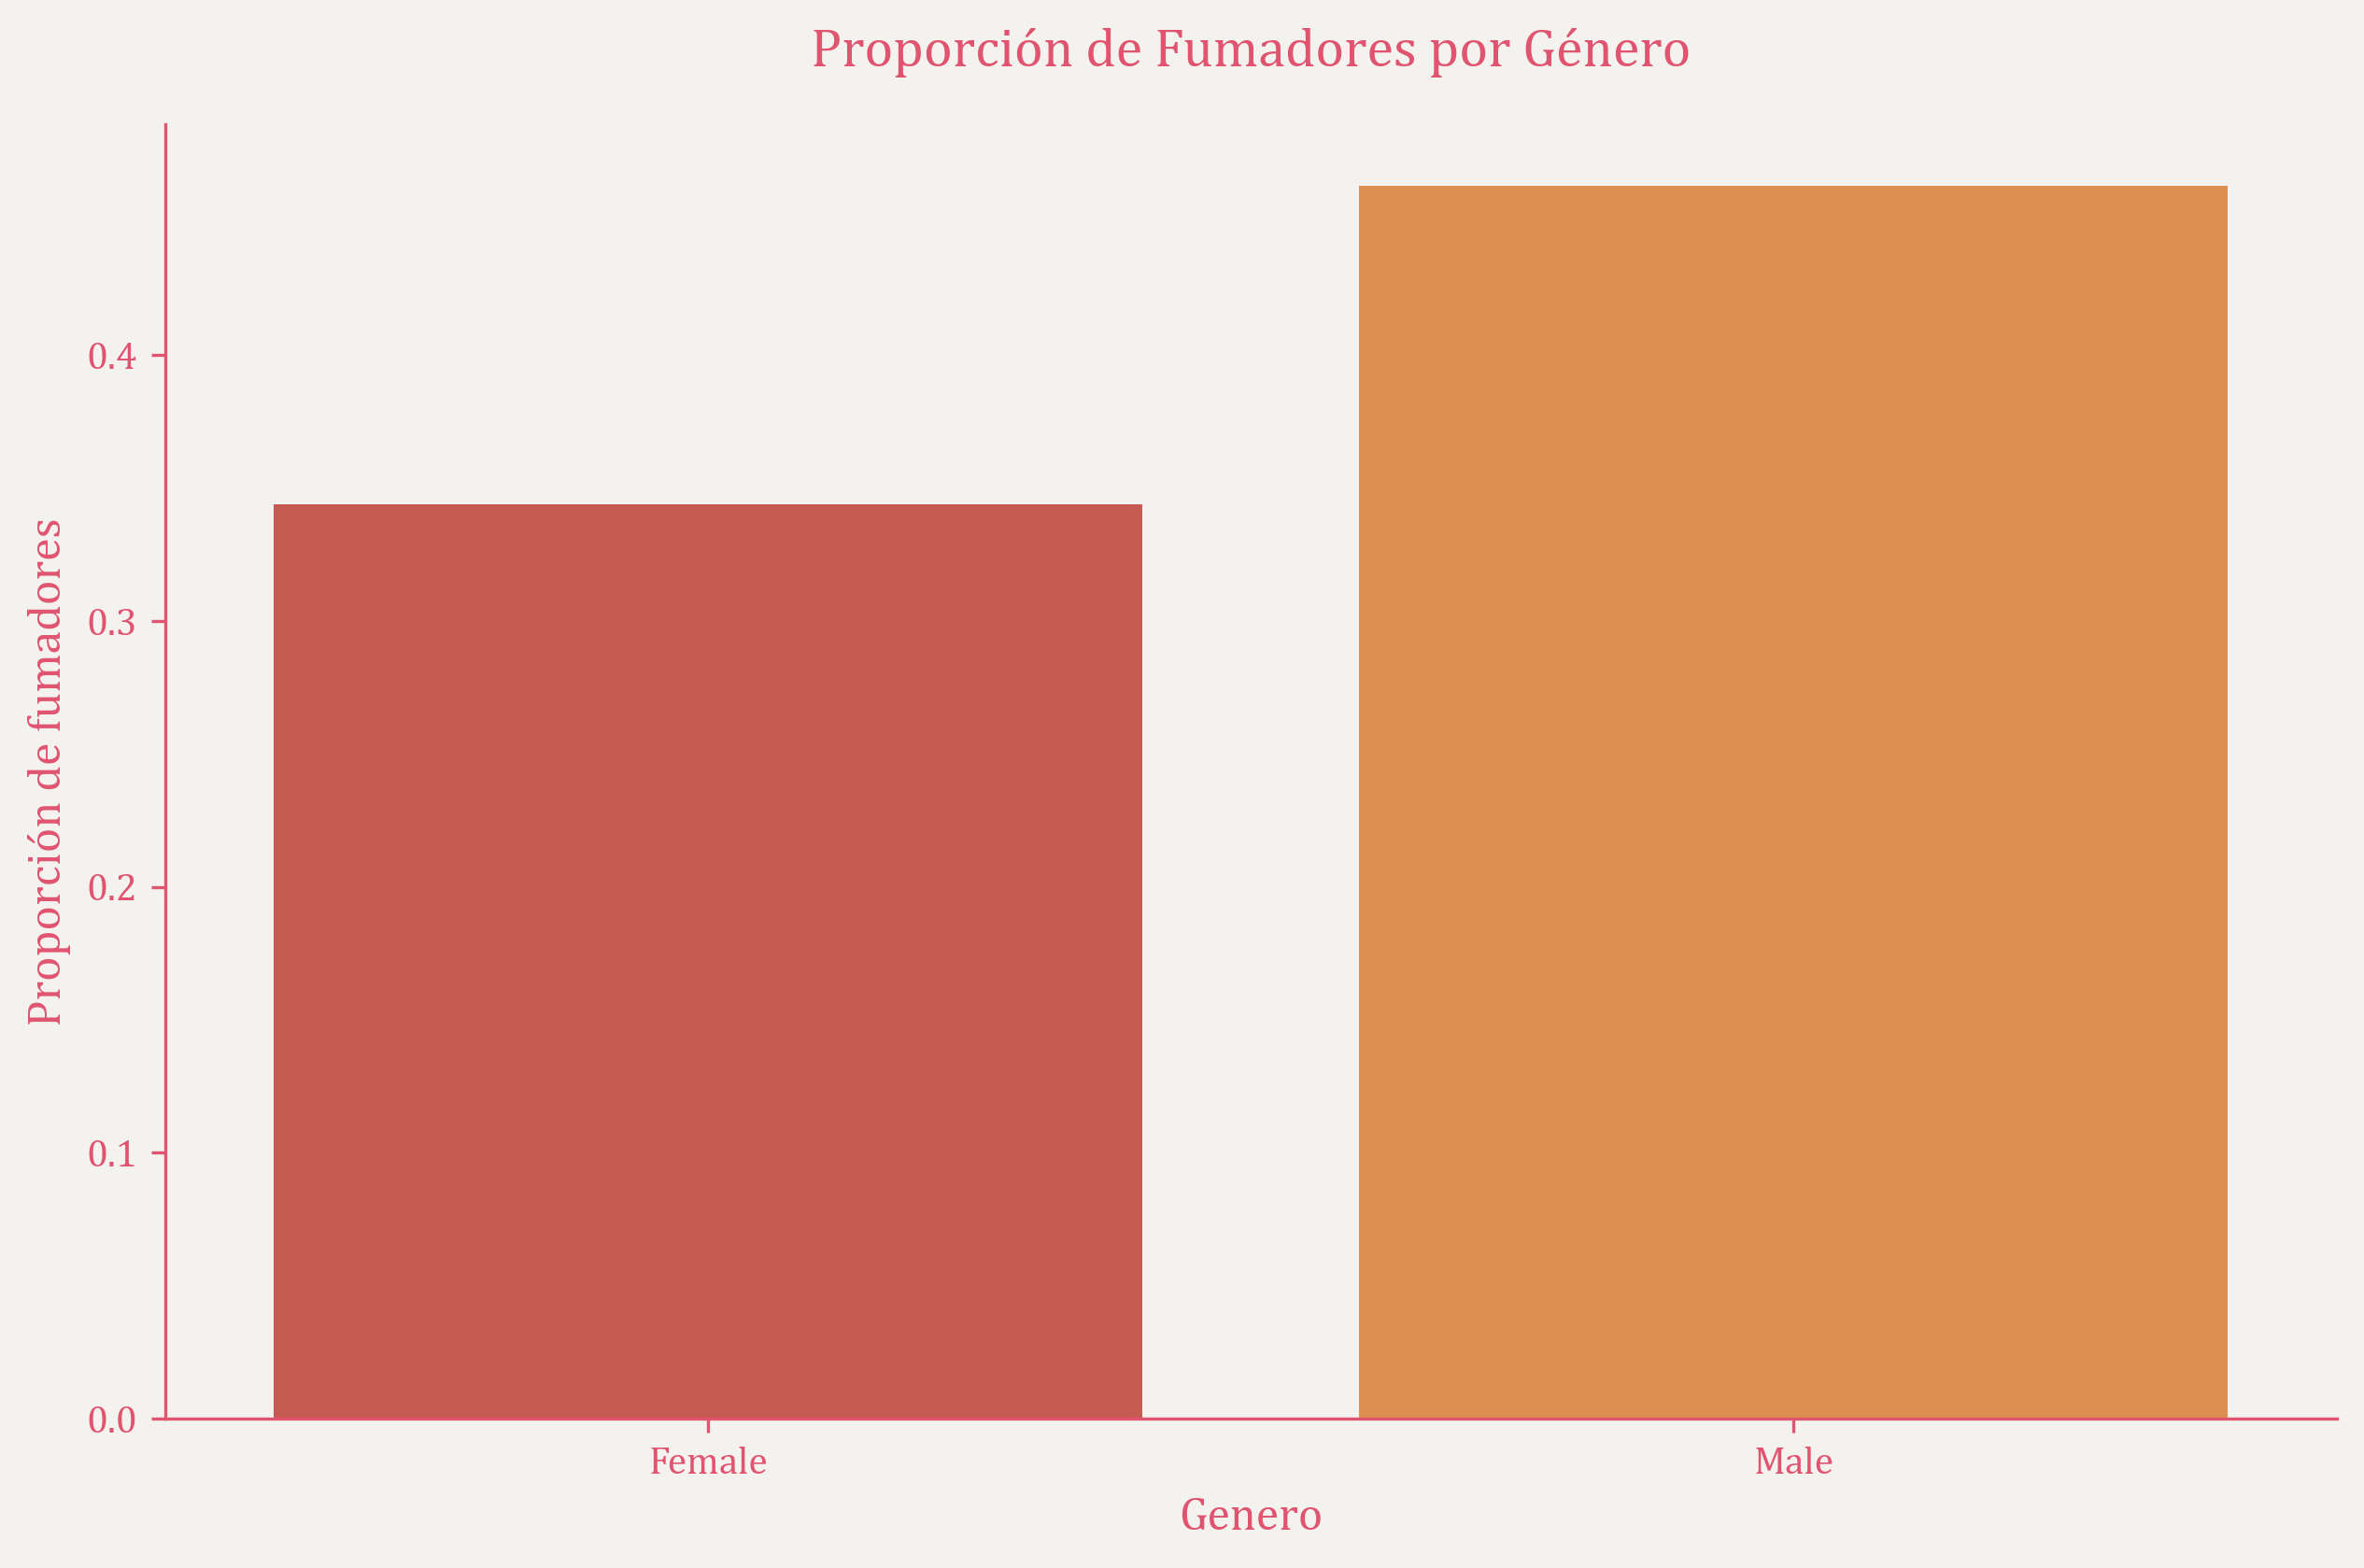 Proporción de Fumadores por Género
Proporción de fumadores
0.4
0.3
0.2
0.1
0.0
Female
Male
Genero